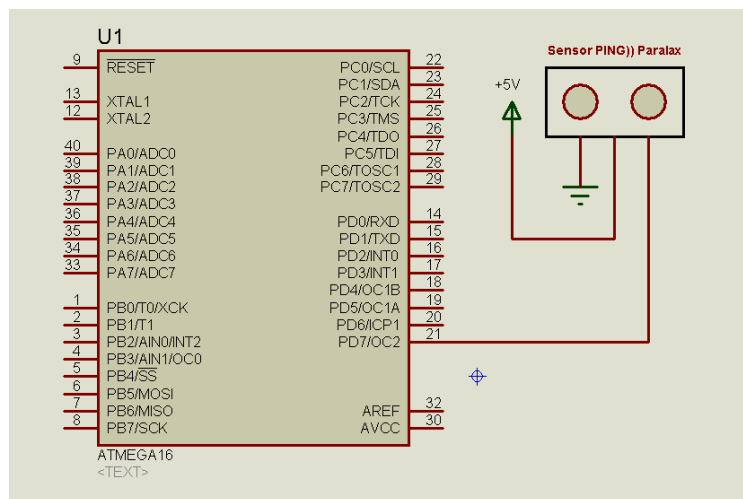 U1
Sensor PING)) Paralax
+5V
9 RESET
13 XTAL1
12 XTAL2
40 PA0/ADC0
39 PA1/ADC1
38 PA2/ADC2
37 PA3/ADC3
36 PA4/ADC4
35 PA5/ADC5
34 PA6/ADC6
33 PA7/ADC7
1 PB0/T0/XCK
2 PB1/T1
3 PB2/AIN0/INT2
4 PB3/AIN1/OC0
5 PB4/SS
6 PB5/MOSI
7 PB6/MISO
8 PB7/SCK
PC0/SCL 22
PC1/SDA 23
PC2/TCK 24
PC3/TMS 25
PC4/TDO 26
PC5/TDI 27
PC6/TOSC1 28
PC7/TOSC2 29
PD0/RXD 14
PD1/TXD 15
PD2/INT0 16
PD3/INT1 17
PD4/OC1B 18
PD5/OC1A 19
PD6/ICP1 20
PD7/OC2 21
AREF 32
AVCC 30
ATMEGA16
<TEXT>